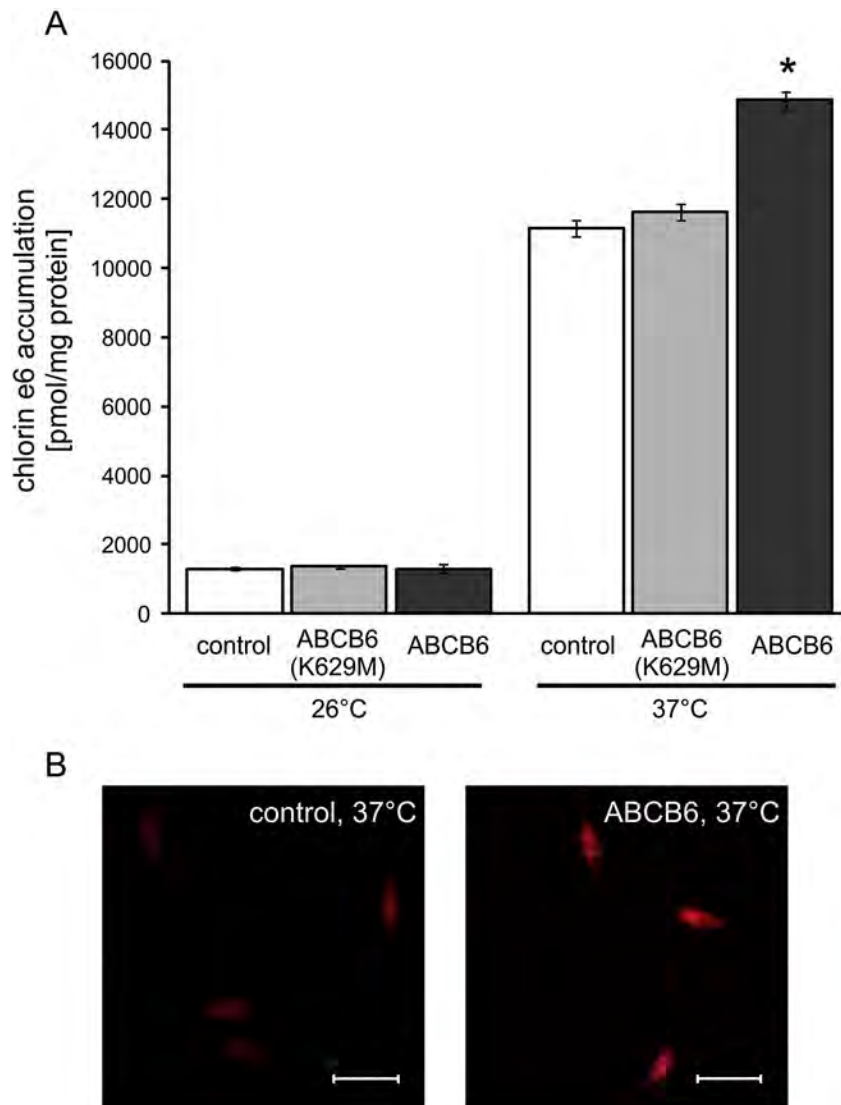 A
chlorin e6 accumulation
[pmol/mg protein]
16000
14000
12000
10000
8000
6000
4000
2000
0
*
control
ABCB6
(K629M)
ABCB6
control
ABCB6
(K629M)
ABCB6
26°C
37°C
B
control, 37°C
ABCB6, 37°C